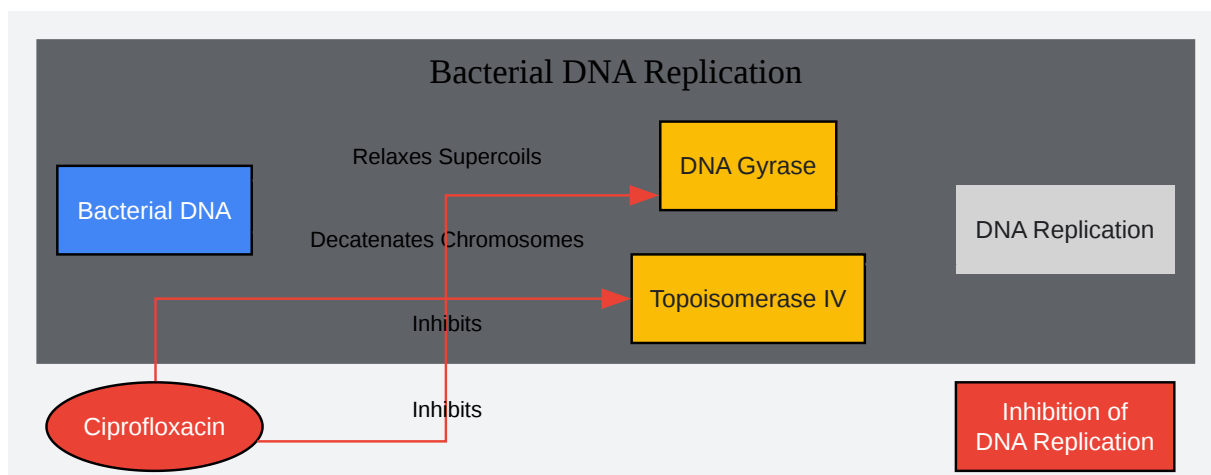 Bacterial DNA Replication
Relaxes Supercoils
DNA Gyrase
Bacterial DNA
DNA Replication
Decatenates Chromosomes
Topoisomerase IV
Inhibits
Inhibits
Ciprofloxacin
Inhibition of
DNA Replication